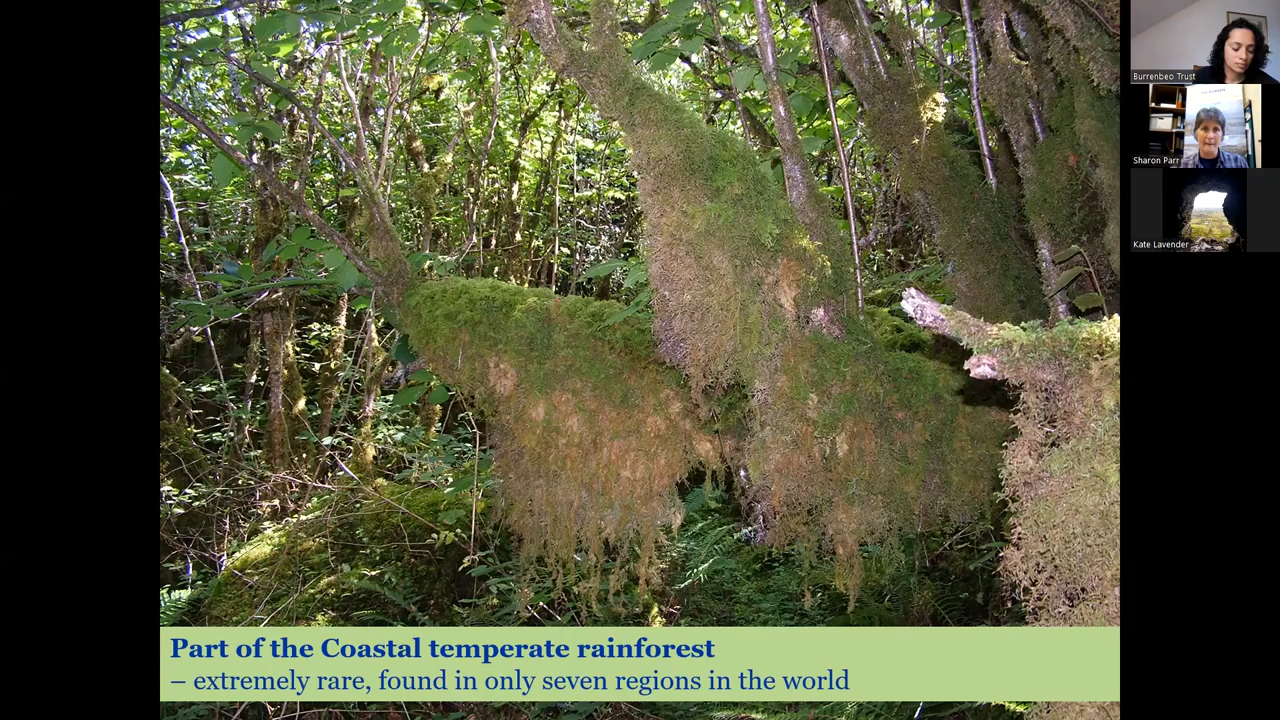 Burrenbeo Trust
Sharon Parr
Kate Lavender
Part of the Coastal temperate rainforest
– extremely rare, found in only seven regions in the world